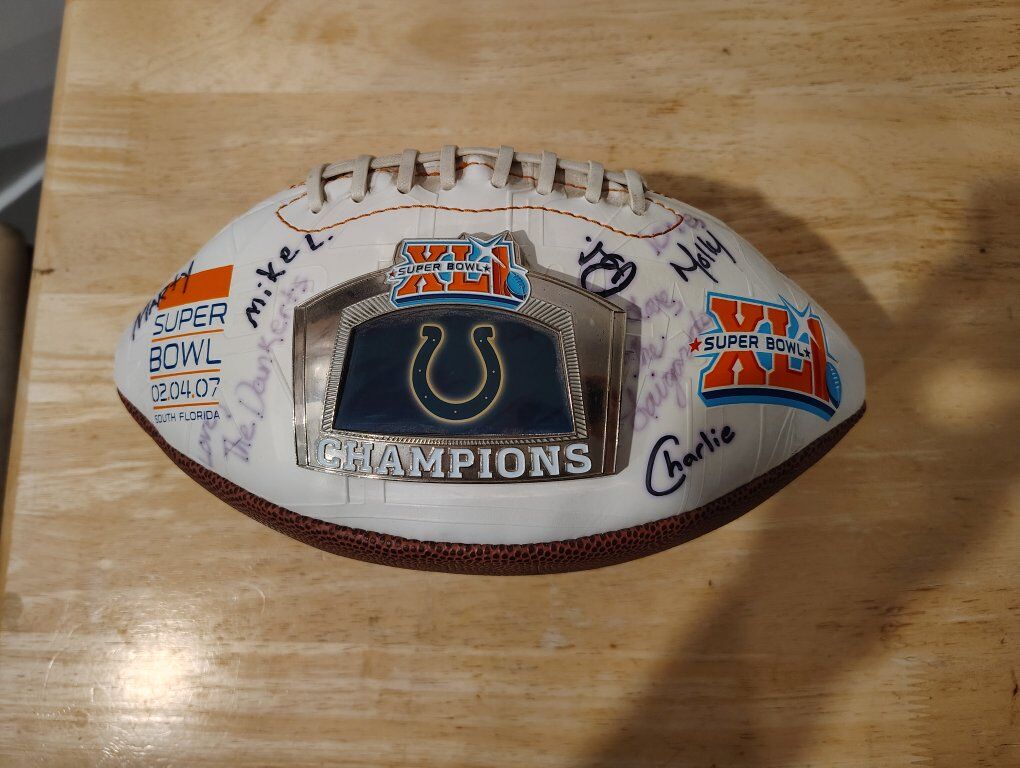 Marty
SUPER
BOWL
02.04.07
SOUTH FLORIDA
Mike L.
The Dankerts
XLI
SUPER BOWL
CHAMPIONS
Molly
Charlie
XLI
SUPER BOWL